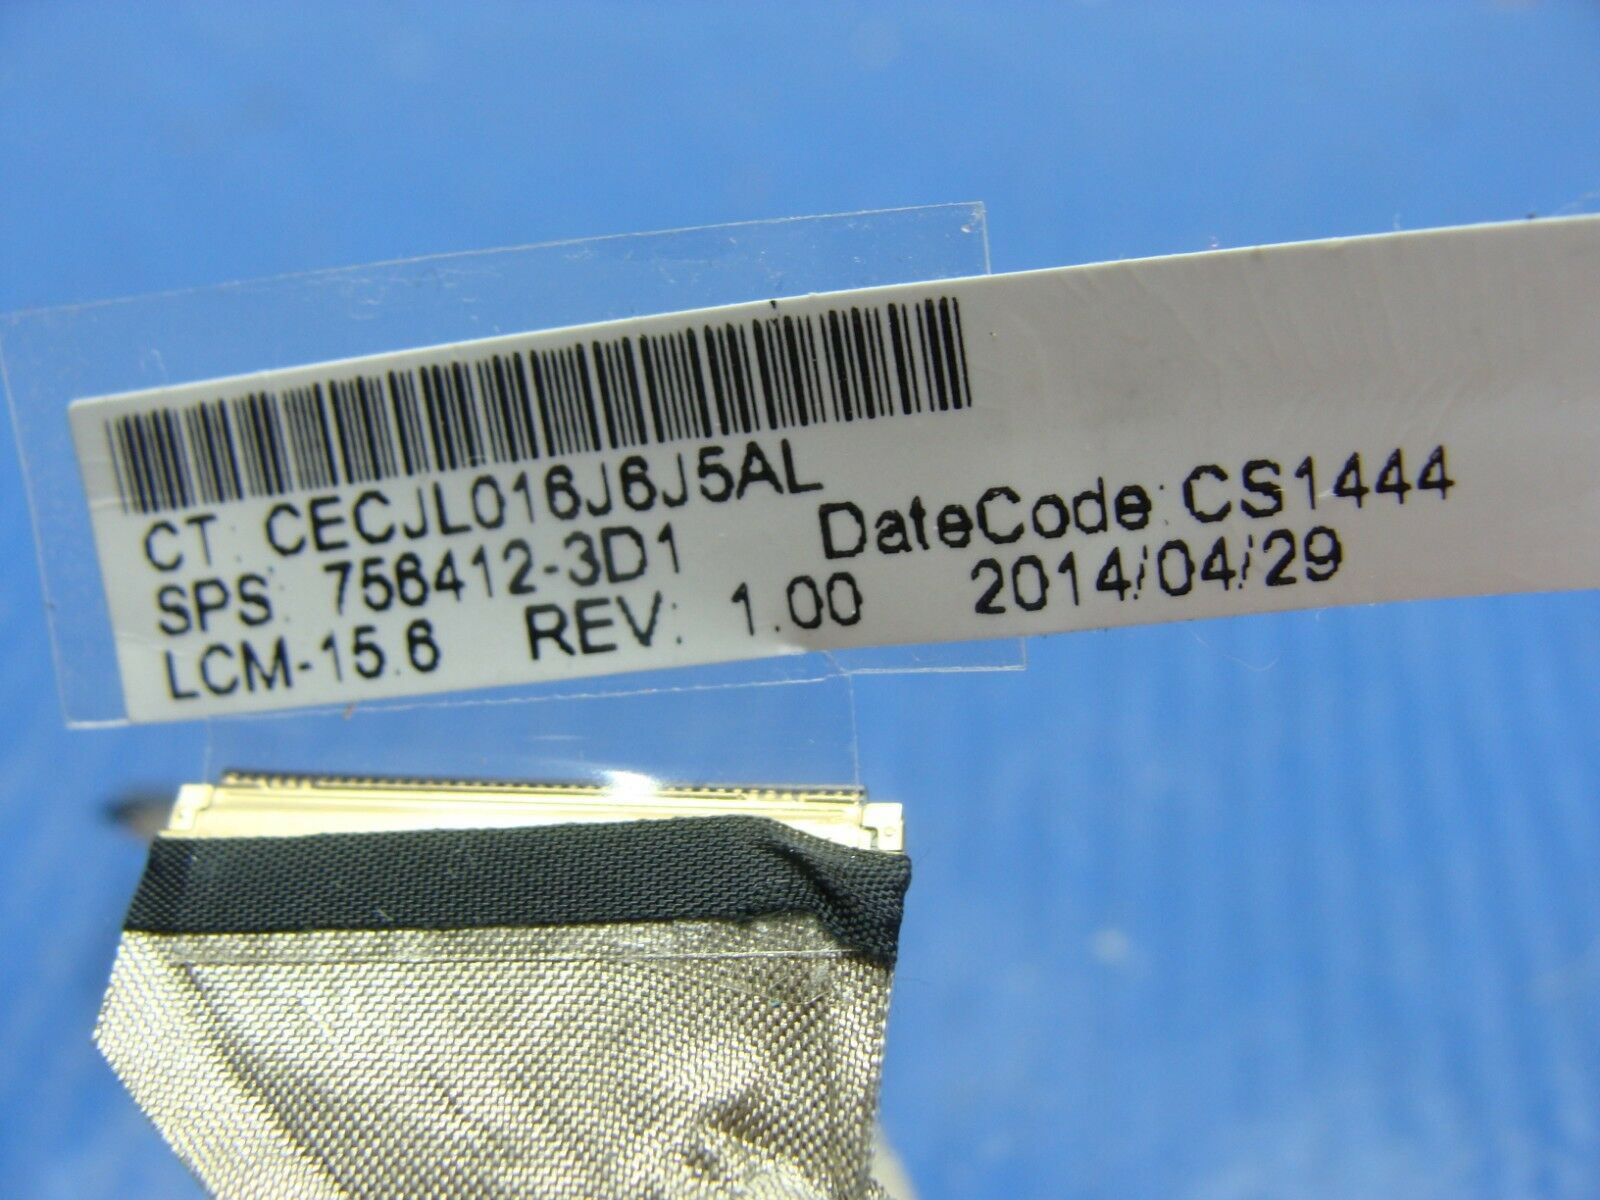 CT: CECJL016J6J5AL
SPS: 756412-3D1 DateCode:CS1444
LCM-15.6 REV: 1.00 2014/04/29